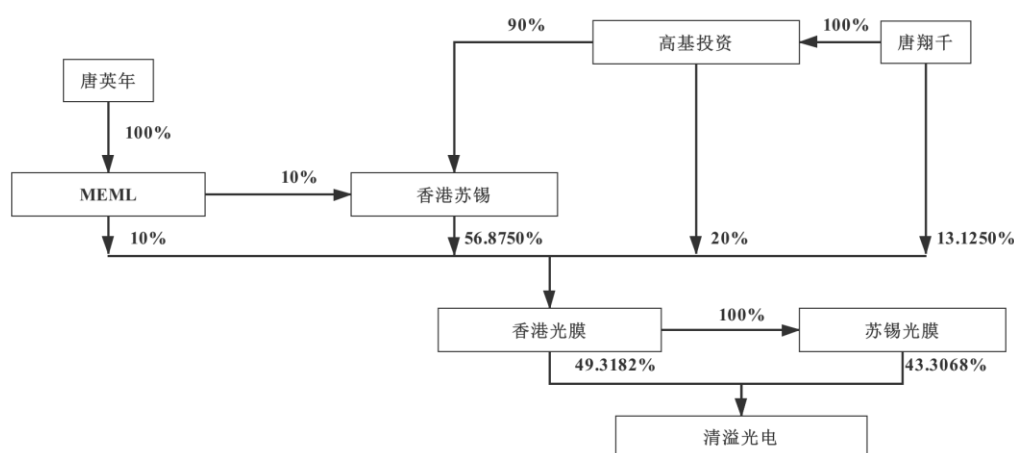 90%
高基投资
100%
唐翔千
唐英年
100%
MEML
10%
香港苏锡
10%
56.8750%
20%
13.1250%
香港光膜
100%
苏锡光膜
49.3182%
43.3068%
清溢光电